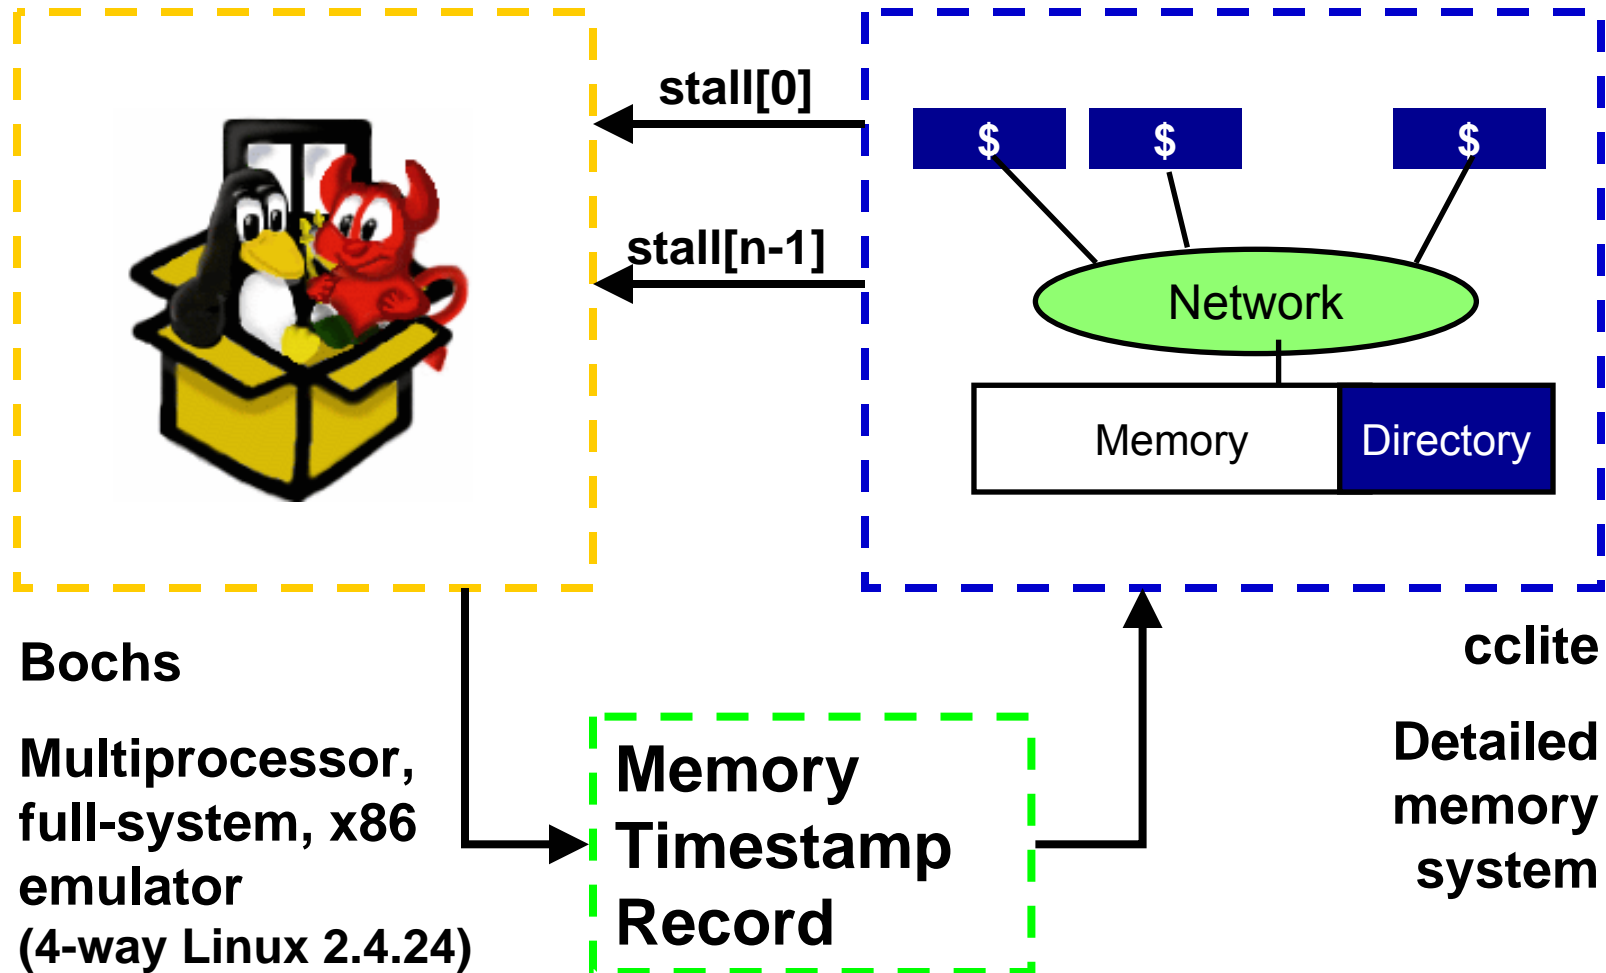 stall[0]
stall[n-1]
$ $ $
Network
Memory Directory
Bochs
Multiprocessor,
full-system, x86
emulator
(4-way Linux 2.4.24)
Memory
Timestamp
Record
cclite
Detailed
memory
system